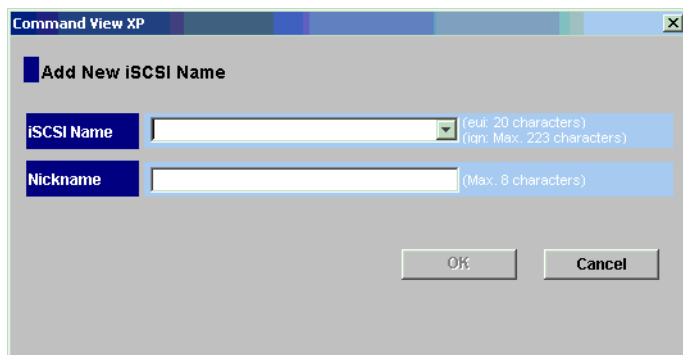 Command View XP
Add New iSCSI Name
iSCSI Name
(eui: 20 characters)
(iqn: Max. 223 characters)
Nickname
(Max. 8 characters)
OK
Cancel